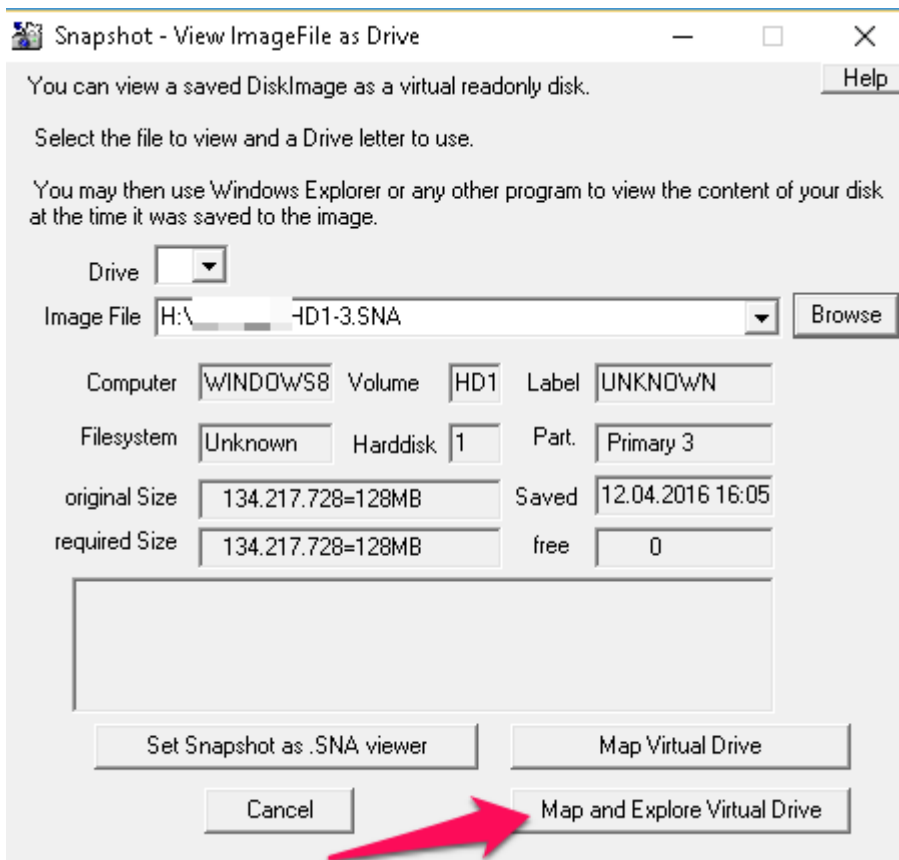 Snapshot - View ImageFile as Drive
Help
You can view a saved DiskImage as a virtual readonly disk.
Select the file to view and a Drive letter to use.
You may then use Windows Explorer or any other program to view the content of your disk
at the time it was saved to the image.
Drive
Image File H:\ HD1-3.SNA Browse
Computer WINDOWS8 Volume HD1 Label UNKNOWN
Filesystem Unknown Harddisk 1 Part. Primary 3
original Size 134.217.728=128MB Saved 12.04.2016 16:05
required Size 134.217.728=128MB free 0
Set Snapshot as .SNA viewer Map Virtual Drive
Cancel Map and Explore Virtual Drive